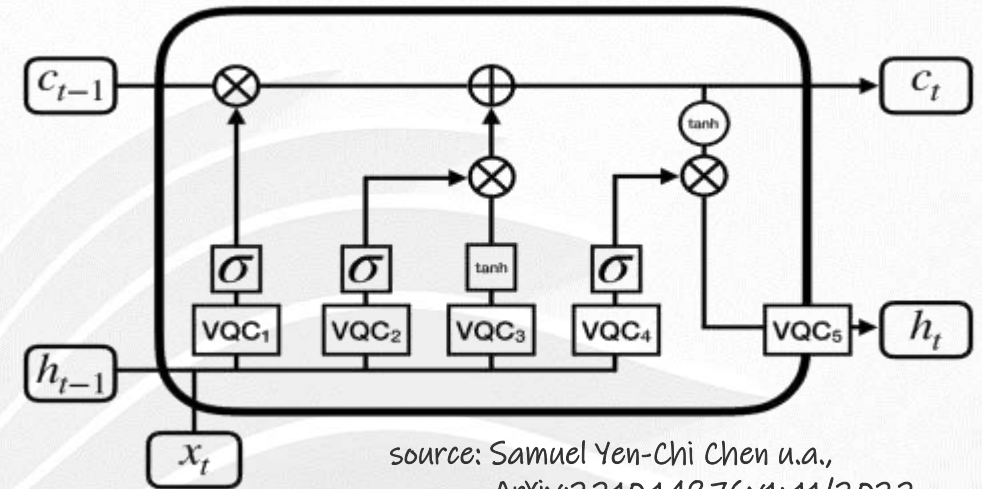 c_{t-1}
c_t
tanh
σ σ tanh σ
VQC₁ VQC₂ VQC₃ VQC₄ VQC₅
h_t
h_{t-1}
x_t
source: Samuel Yen-Chi Chen u.a.,